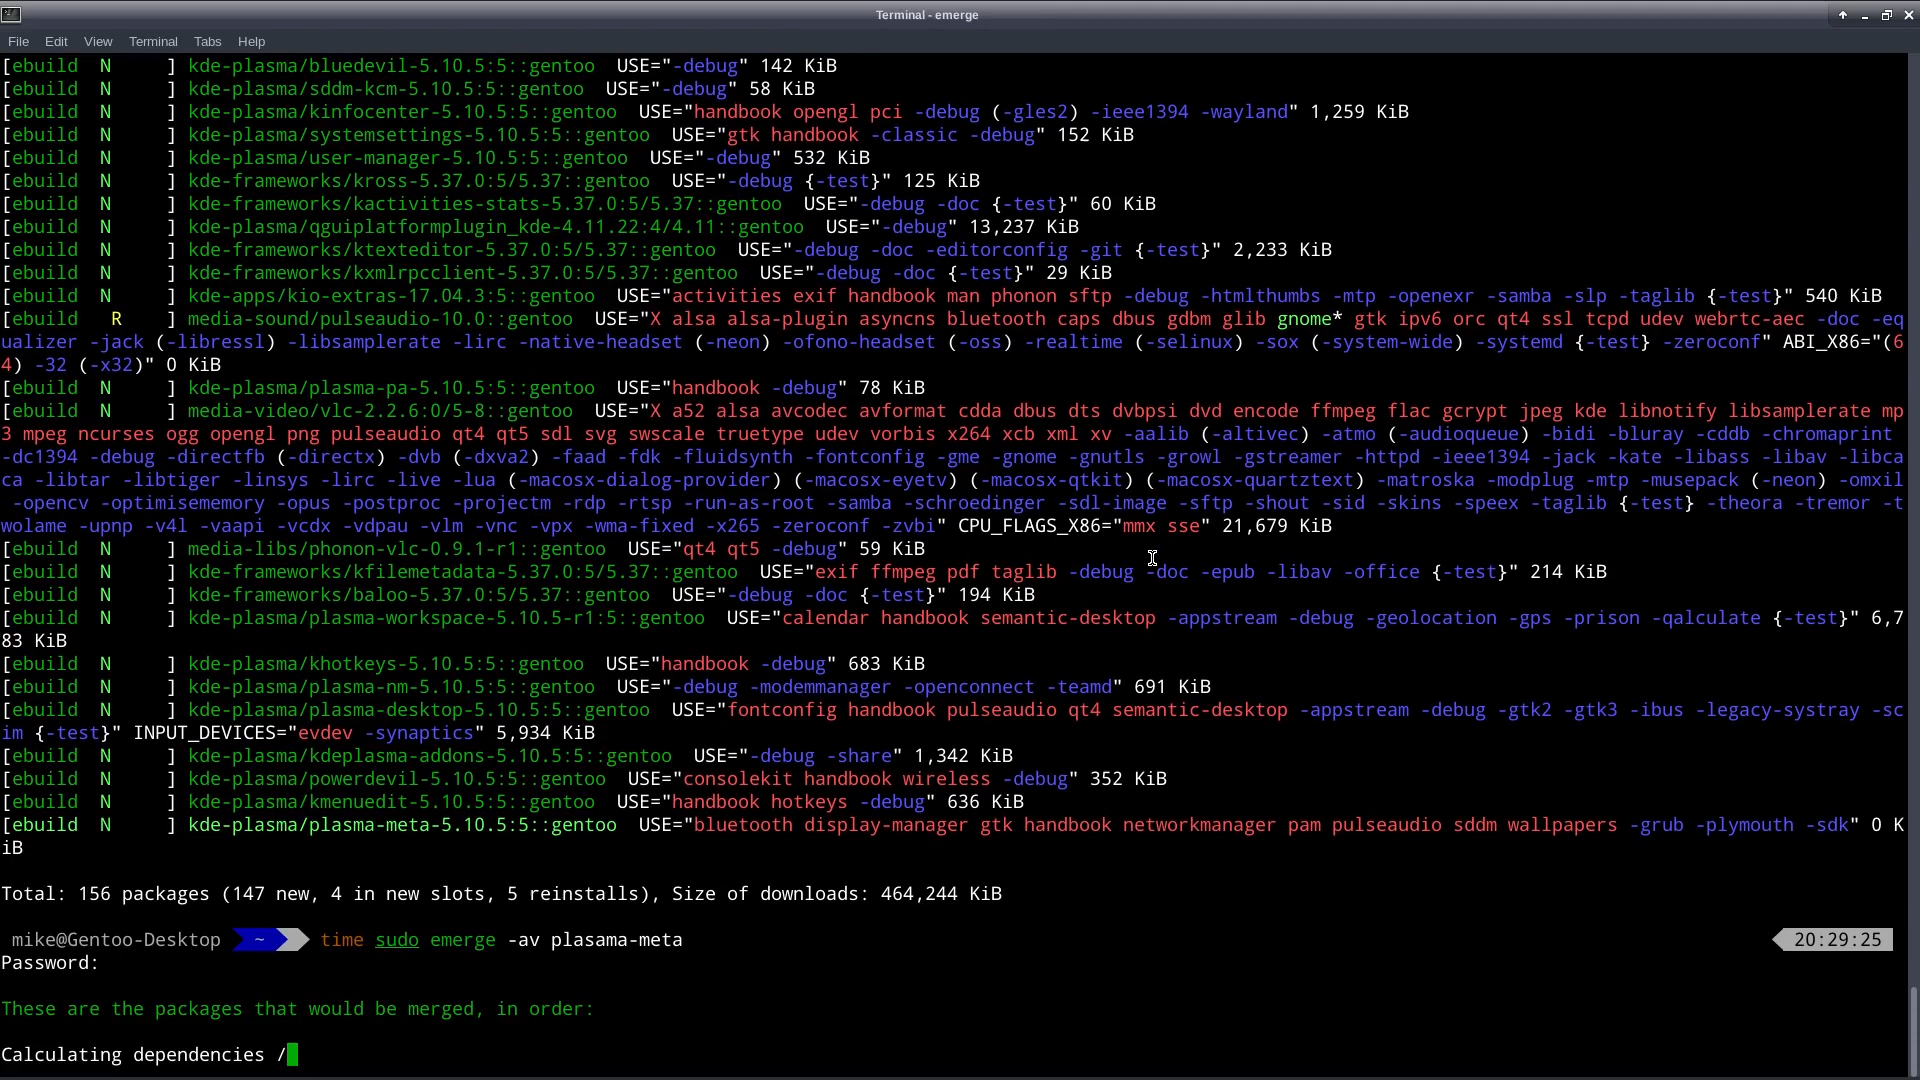 Terminal - emerge
File Edit View Terminal Tabs Help
[ebuild  N     ] kde-plasma/bluedevil-5.10.5:5::gentoo  USE="-debug" 142 KiB
[ebuild  N     ] kde-plasma/sddm-kcm-5.10.5:5::gentoo  USE="-debug" 58 KiB
[ebuild  N     ] kde-plasma/kinfocenter-5.10.5:5::gentoo  USE="handbook opengl pci -debug (-gles2) -ieee1394 -wayland" 1,259 KiB
[ebuild  N     ] kde-plasma/systemsettings-5.10.5:5::gentoo  USE="gtk handbook -classic -debug" 152 KiB
[ebuild  N     ] kde-plasma/user-manager-5.10.5:5::gentoo  USE="-debug" 532 KiB
[ebuild  N     ] kde-frameworks/kross-5.37.0:5/5.37::gentoo  USE="-debug {-test}" 125 KiB
[ebuild  N     ] kde-frameworks/kactivities-stats-5.37.0:5/5.37::gentoo  USE="-debug -doc {-test}" 60 KiB
[ebuild  N     ] kde-plasma/qguiplatformplugin_kde-4.11.22:4/4.11::gentoo  USE="-debug" 13,237 KiB
[ebuild  N     ] kde-frameworks/ktexteditor-5.37.0:5/5.37::gentoo  USE="-debug -doc -editorconfig -git {-test}" 2,233 KiB
[ebuild  N     ] kde-frameworks/kxmlrpcclient-5.37.0:5/5.37::gentoo  USE="-debug -doc {-test}" 29 KiB
[ebuild  N     ] kde-apps/kio-extras-17.04.3:5::gentoo  USE="activities exif handbook man phonon sftp -debug -htmlthumbs -mtp -openexr -samba -slp -taglib {-test}" 540 KiB
[ebuild   R    ] media-sound/pulseaudio-10.0::gentoo  USE="X alsa alsa-plugin asyncns bluetooth caps dbus gdbm glib gnome* gtk ipv6 orc qt4 ssl tcpd udev webrtc-aec -doc -eq
ualizer -jack (-libressl) -libsamplerate -lirc -native-headset (-neon) -ofono-headset (-oss) -realtime (-selinux) -sox (-system-wide) -systemd {-test} -zeroconf" ABI_X86="(6
4) -32 (-x32)" 0 KiB
[ebuild  N     ] kde-plasma/plasma-pa-5.10.5:5::gentoo  USE="handbook -debug" 78 KiB
[ebuild  N     ] media-video/vlc-2.2.6:0/5-8::gentoo  USE="X a52 alsa avcodec avformat cdda dbus dts dvbpsi dvd encode ffmpeg flac gcrypt jpeg kde libnotify libsamplerate mp
3 mpeg ncurses ogg opengl png pulseaudio qt4 qt5 sdl svg swscale truetype udev vorbis x264 xcb xml xv -aalib (-altivec) -atmo (-audioqueue) -bidi -bluray -cddb -chromaprint
-dc1394 -debug -directfb (-directx) -dvb (-dxva2) -faad -fdk -fluidsynth -fontconfig -gme -gnome -gnutls -growl -gstreamer -httpd -ieee1394 -jack -kate -libass -libav -libca
ca -libtar -libtiger -linsys -lirc -live -lua (-macosx-dialog-provider) (-macosx-eyetv) (-macosx-qtkit) (-macosx-quartztext) -matroska -modplug -mtp -musepack (-neon) -omxil
-opencv -optimisememory -opus -postproc -projectm -rdp -rtsp -run-as-root -samba -schroedinger -sdl-image -sftp -shout -sid -skins -speex -taglib {-test} -theora -tremor -t
wolame -upnp -v4l -vaapi -vcdx -vdpau -vlm -vnc -vpx -wma-fixed -x265 -zeroconf -zvbi" CPU_FLAGS_X86="mmx sse" 21,679 KiB
[ebuild  N     ] media-libs/phonon-vlc-0.9.1-r1::gentoo  USE="qt4 qt5 -debug" 59 KiB
[ebuild  N     ] kde-frameworks/kfilemetadata-5.37.0:5/5.37::gentoo  USE="exif ffmpeg pdf taglib -debug -doc -epub -libav -office {-test}" 214 KiB
[ebuild  N     ] kde-frameworks/baloo-5.37.0:5/5.37::gentoo  USE="-debug -doc {-test}" 194 KiB
[ebuild  N     ] kde-plasma/plasma-workspace-5.10.5-r1:5::gentoo  USE="calendar handbook semantic-desktop -appstream -debug -geolocation -gps -prison -qalculate {-test}" 6,7
83 KiB
[ebuild  N     ] kde-plasma/khotkeys-5.10.5:5::gentoo  USE="handbook -debug" 683 KiB
[ebuild  N     ] kde-plasma/plasma-nm-5.10.5:5::gentoo  USE="-debug -modemmanager -openconnect -teamd" 691 KiB
[ebuild  N     ] kde-plasma/plasma-desktop-5.10.5:5::gentoo  USE="fontconfig handbook pulseaudio qt4 semantic-desktop -appstream -debug -gtk2 -gtk3 -ibus -legacy-systray -sc
im {-test}" INPUT_DEVICES="evdev -synaptics" 5,934 KiB
[ebuild  N     ] kde-plasma/kdeplasma-addons-5.10.5:5::gentoo  USE="-debug -share" 1,342 KiB
[ebuild  N     ] kde-plasma/powerdevil-5.10.5:5::gentoo  USE="consolekit handbook wireless -debug" 352 KiB
[ebuild  N     ] kde-plasma/kmenuedit-5.10.5:5::gentoo  USE="handbook hotkeys -debug" 636 KiB
[ebuild  N     ] kde-plasma/plasma-meta-5.10.5:5::gentoo  USE="bluetooth display-manager gtk handbook networkmanager pam pulseaudio sddm wallpapers -grub -plymouth -sdk" 0 K
iB
Total: 156 packages (147 new, 4 in new slots, 5 reinstalls), Size of downloads: 464,244 KiB
mike@Gentoo-Desktop ~ time sudo emerge -av plasama-meta 20:29:25
Password:
These are the packages that would be merged, in order:
Calculating dependencies /